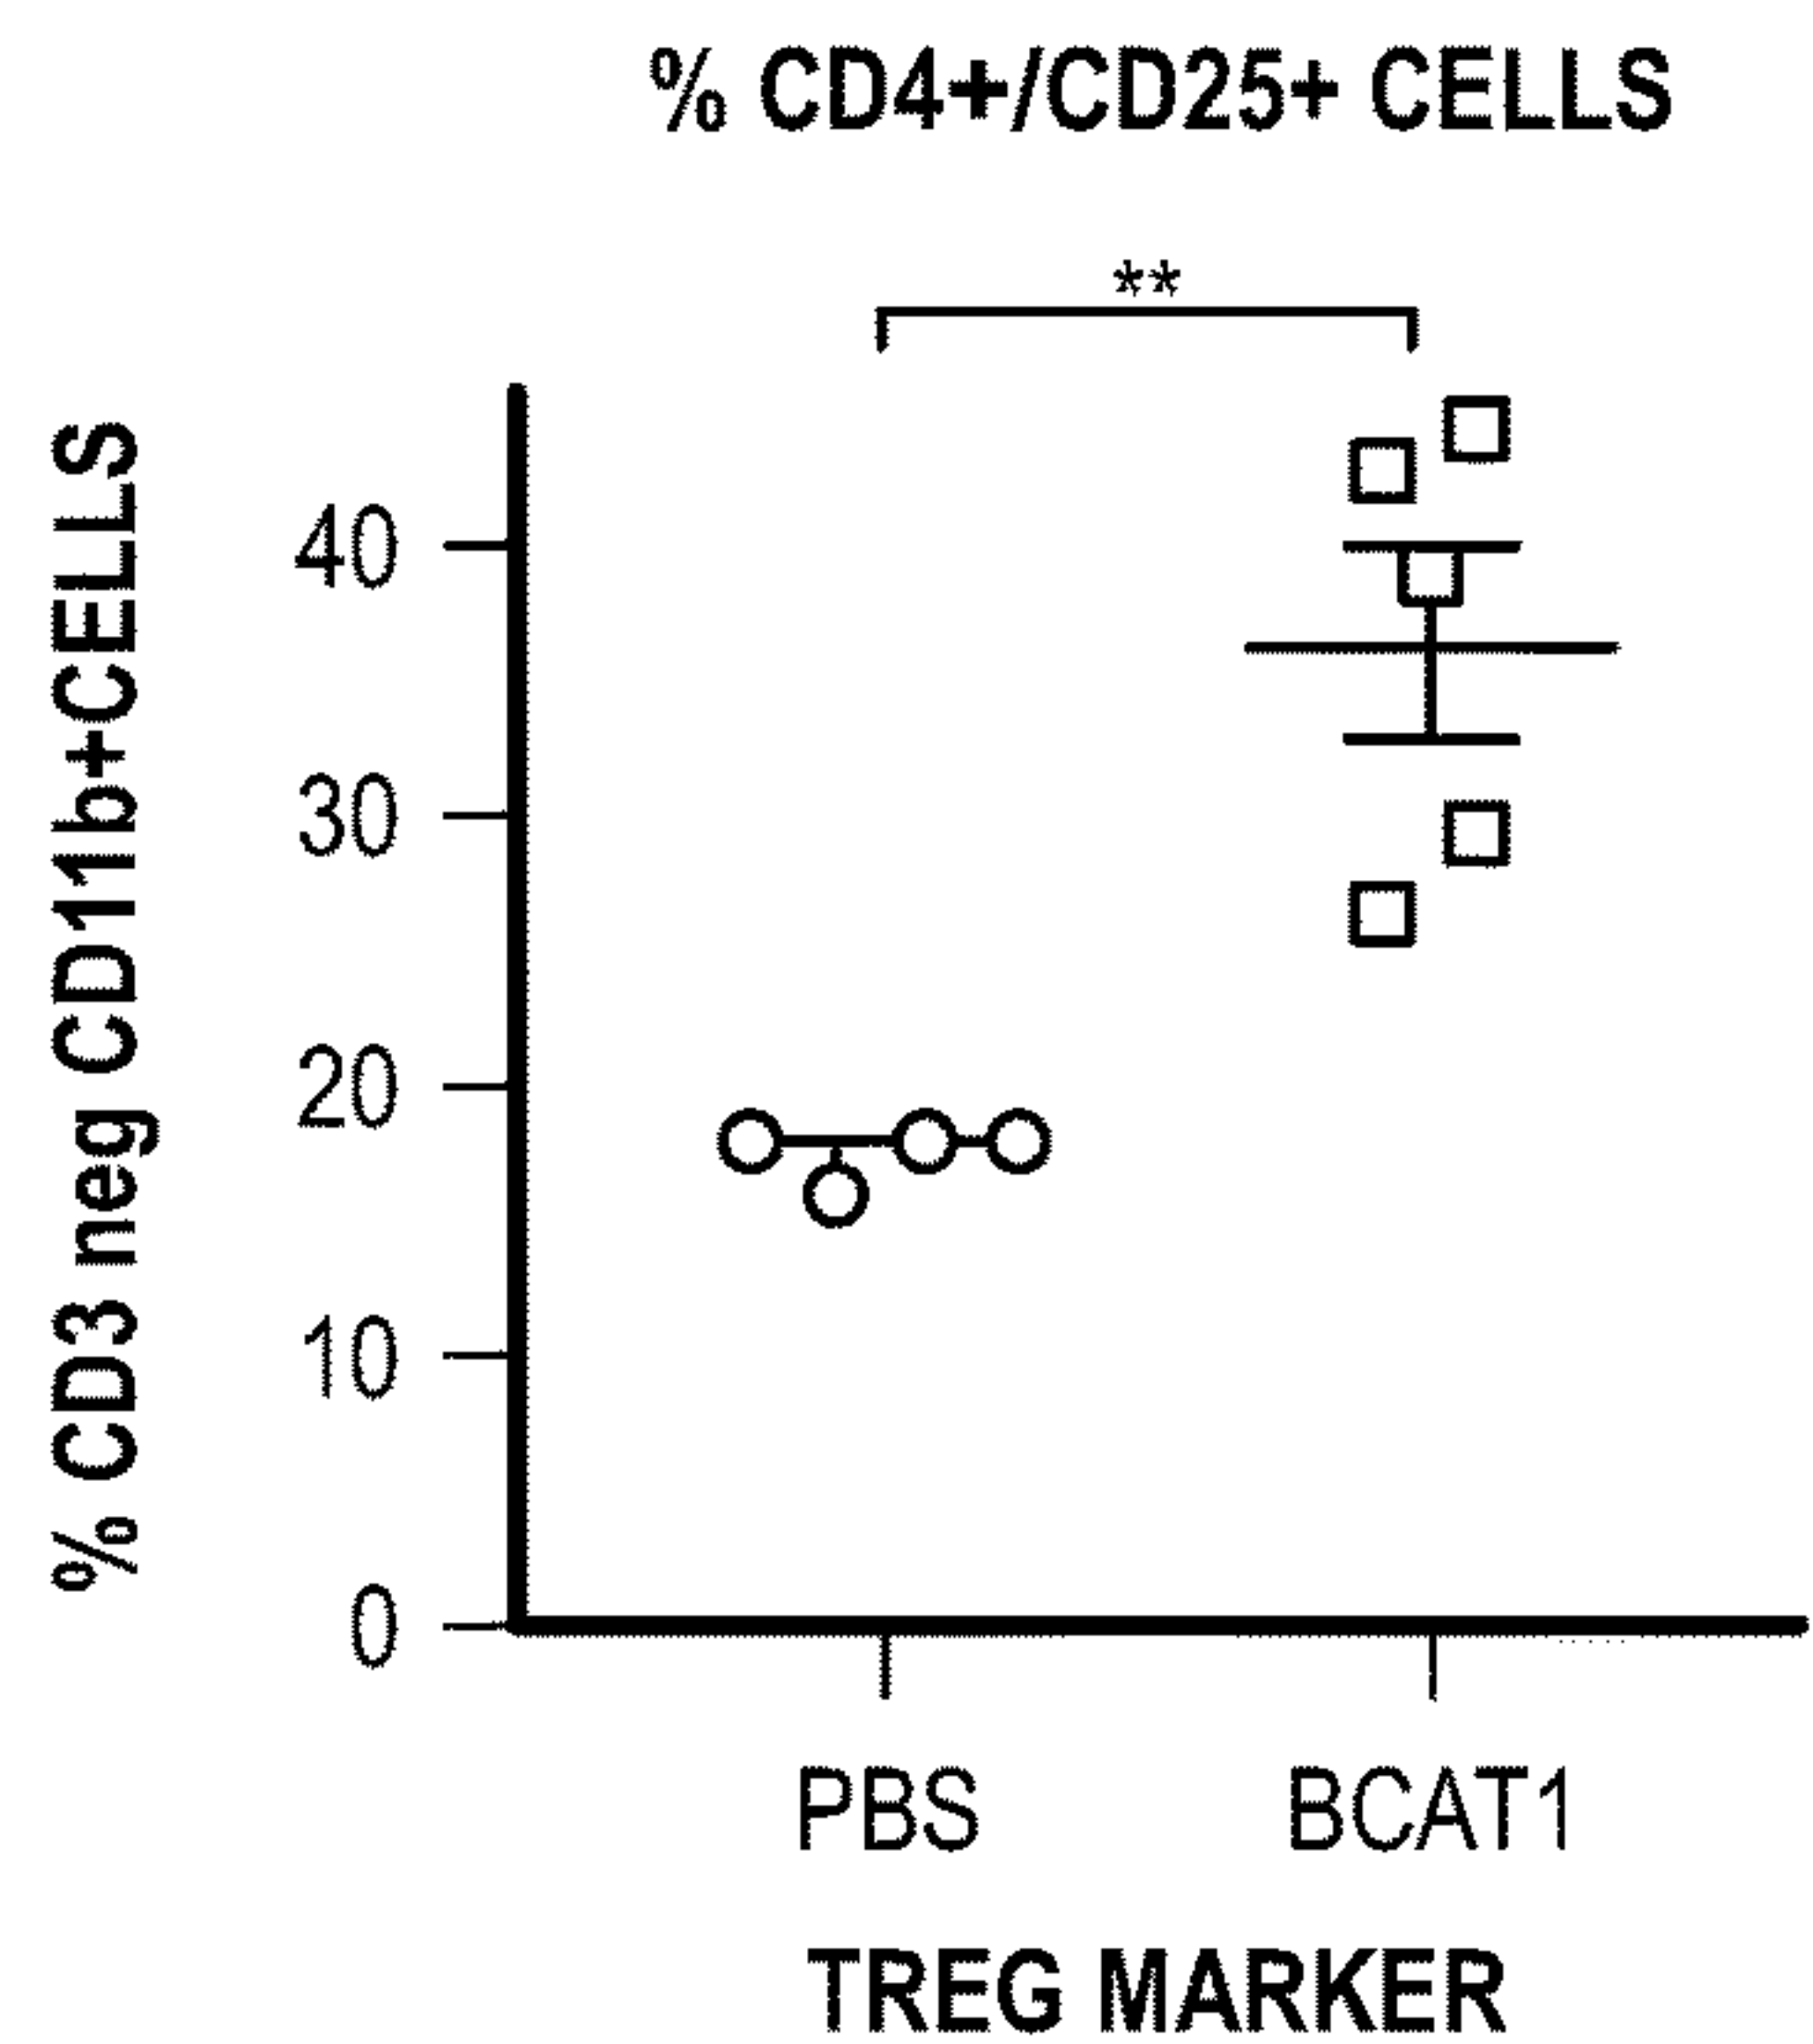 % CD4+/CD25+ CELLS
**
% CD3 neg CD11b+CELLS
40
30
20
10
0
PBS
BCAT1
TREG MARKER